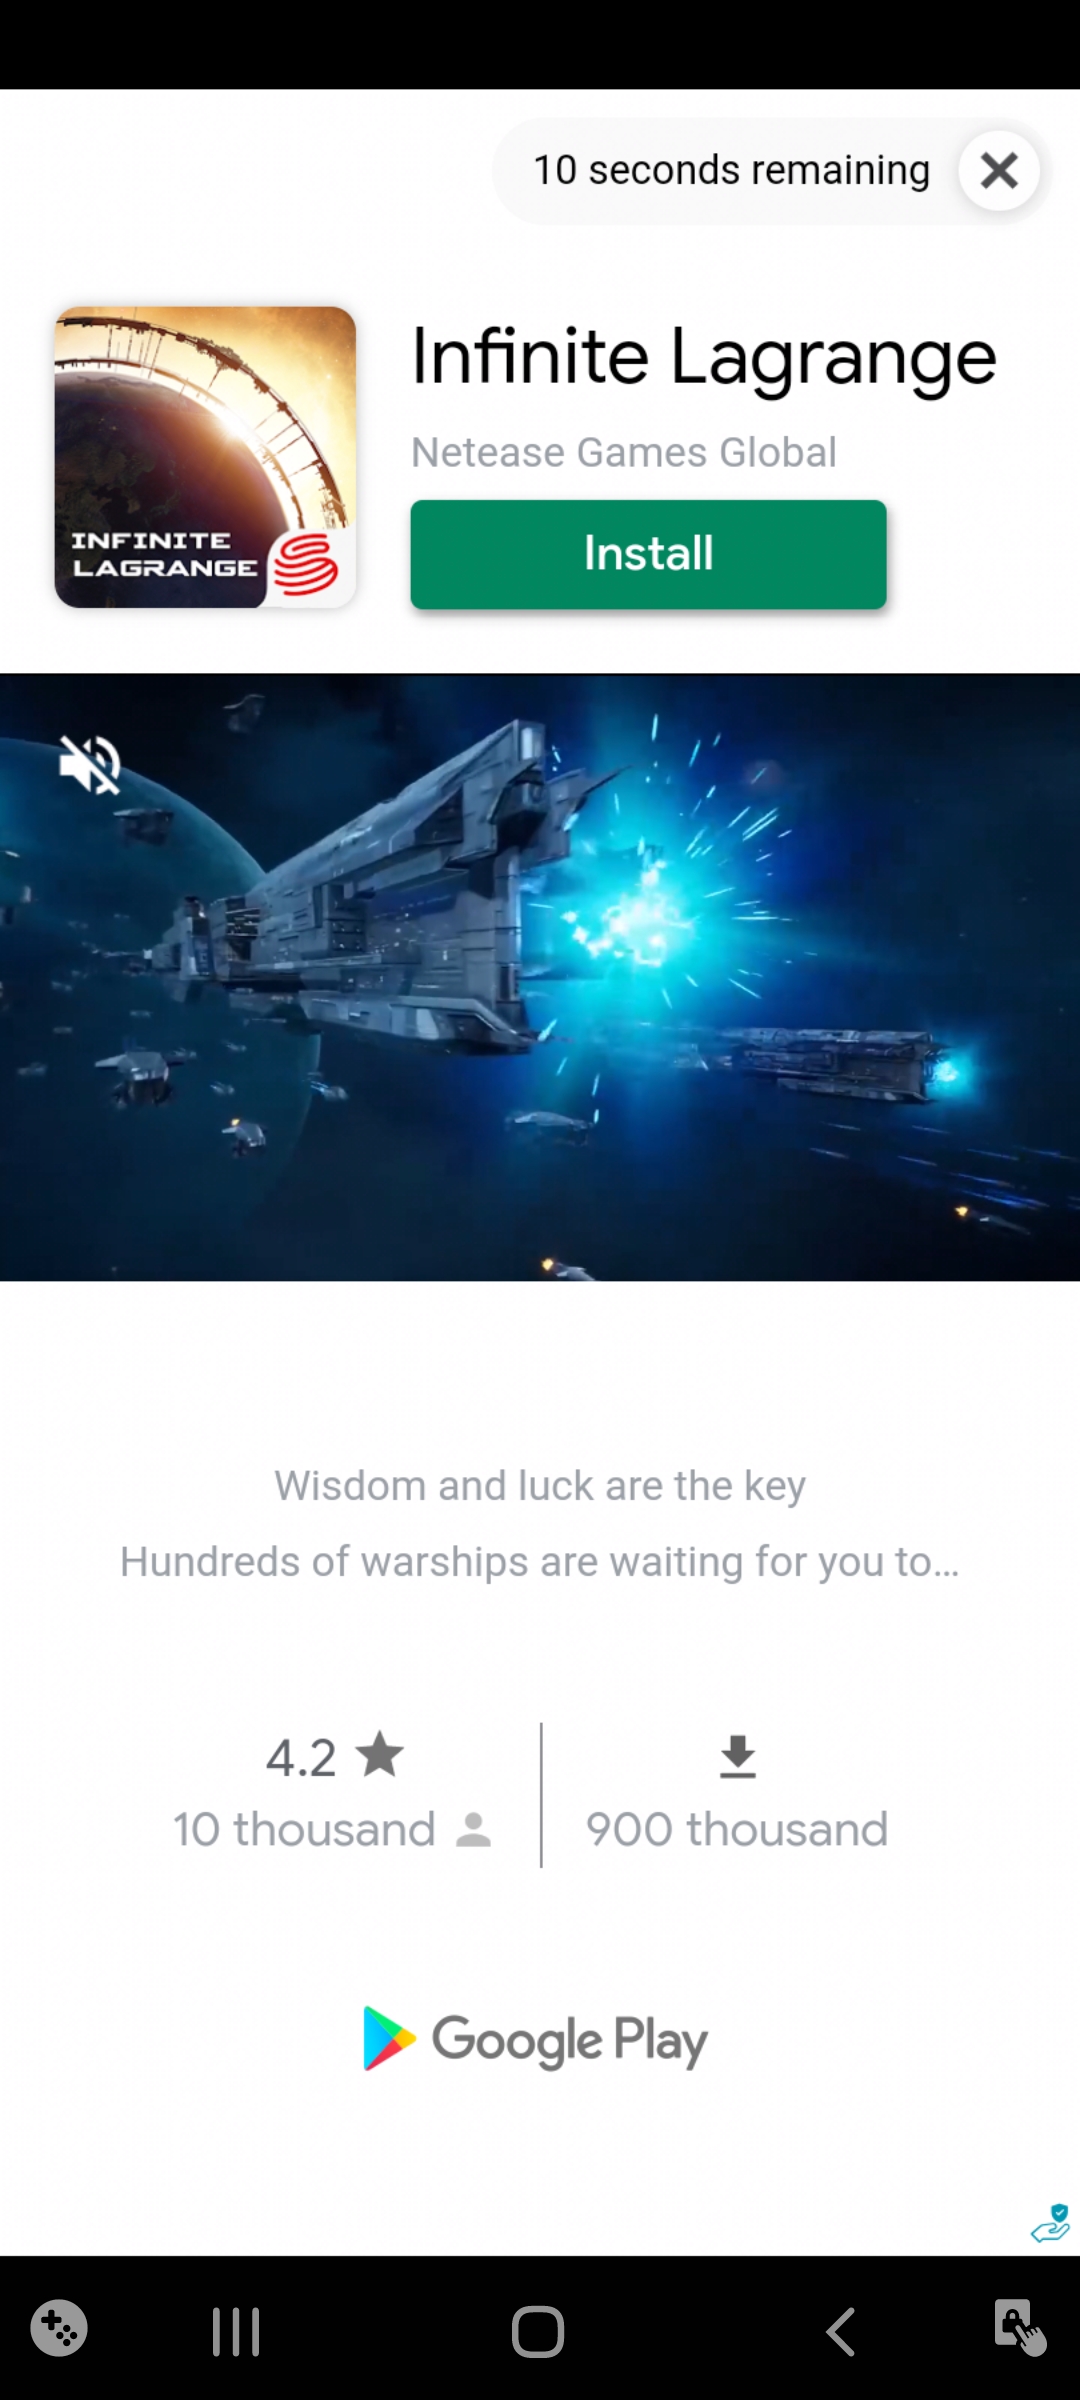 10 seconds remaining
Infinite Lagrange
Netease Games Global
INFINITE
LAGRANGE
Install
Wisdom and luck are the key
Hundreds of warships are waiting for you to...
4.2
10 thousand
900 thousand
Google Play